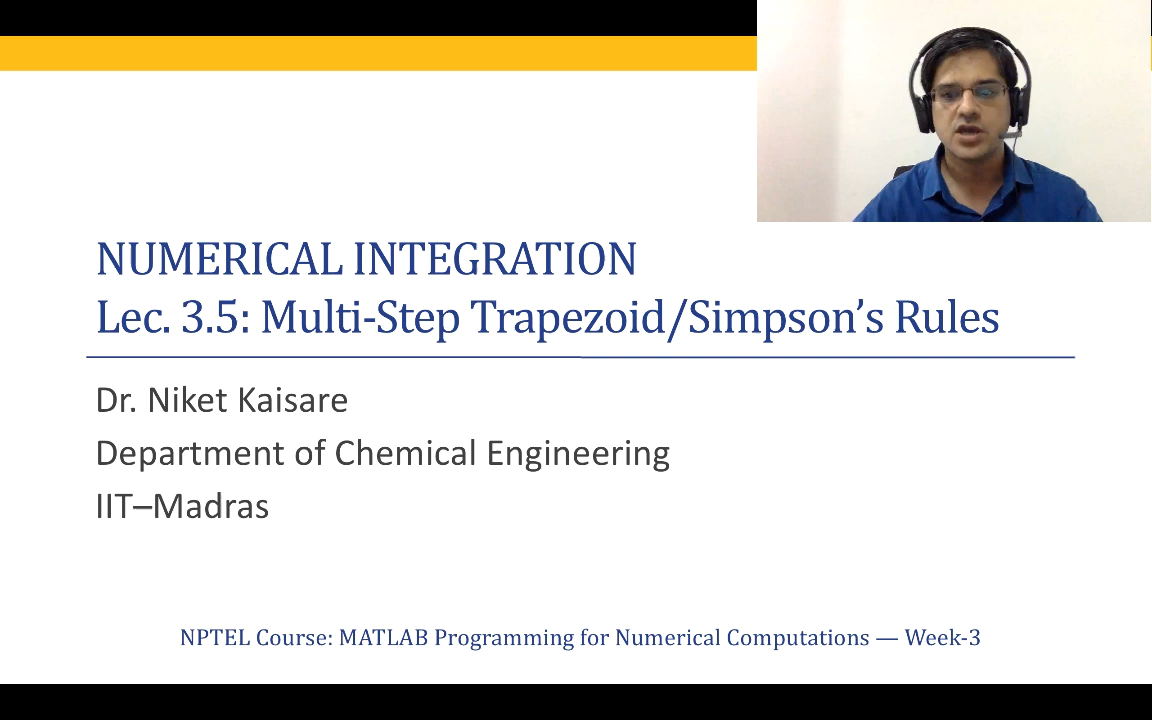 NUMERICAL INTEGRATION
Lec. 3.5: Multi-Step Trapezoid/Simpson’s Rules
Dr. Niket Kaisare
Department of Chemical Engineering
IIT–Madras
NPTEL Course: MATLAB Programming for Numerical Computations — Week-3